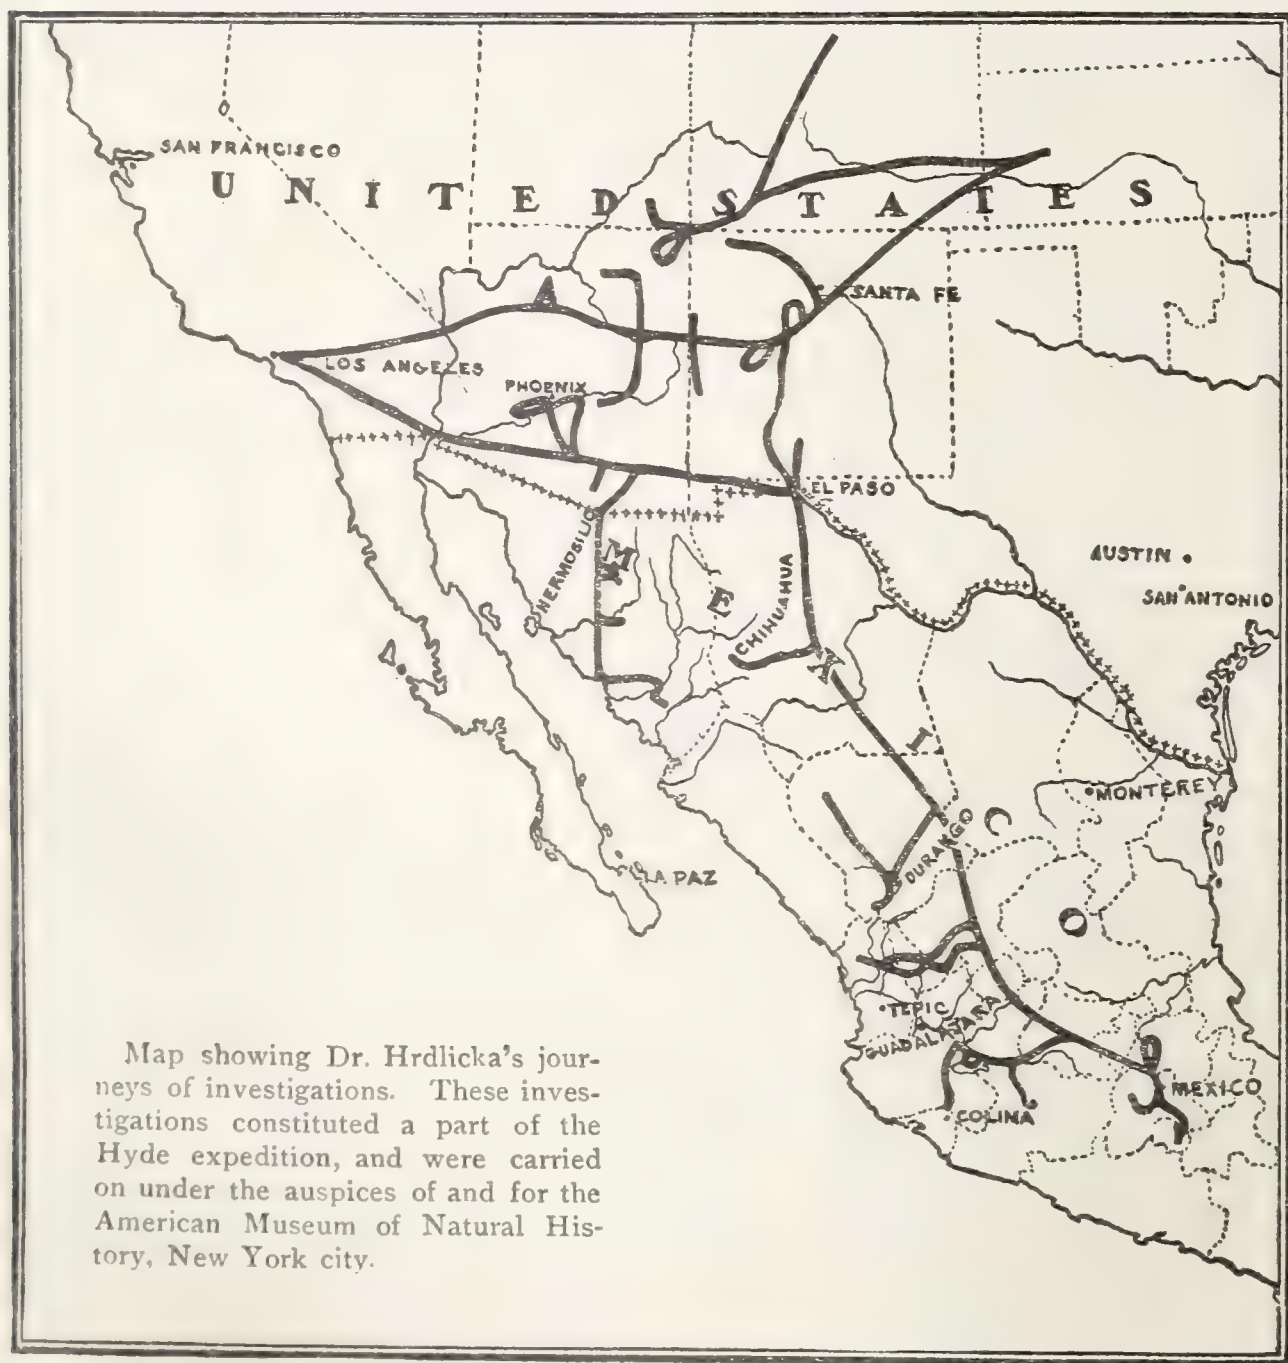 SAN FRANCISCO
UNITED STATES
SANTA FE
LOS ANGELES
PHOENIX
EL PASO
HERMOSILIO
MEXICO
CHIHUAHUA
AUSTIN
SAN ANTONIO
MONTEREY
DURANGO
LA PAZ
TEPIC
GUADALAJARA
MEXICO
COLINA
Map showing Dr. Hrdlicka's jour-
neys of investigations. These inves-
tigations constituted a part of the
Hyde expedition, and were carried
on under the auspices of and for the
American Museum of Natural His-
tory, New York city.